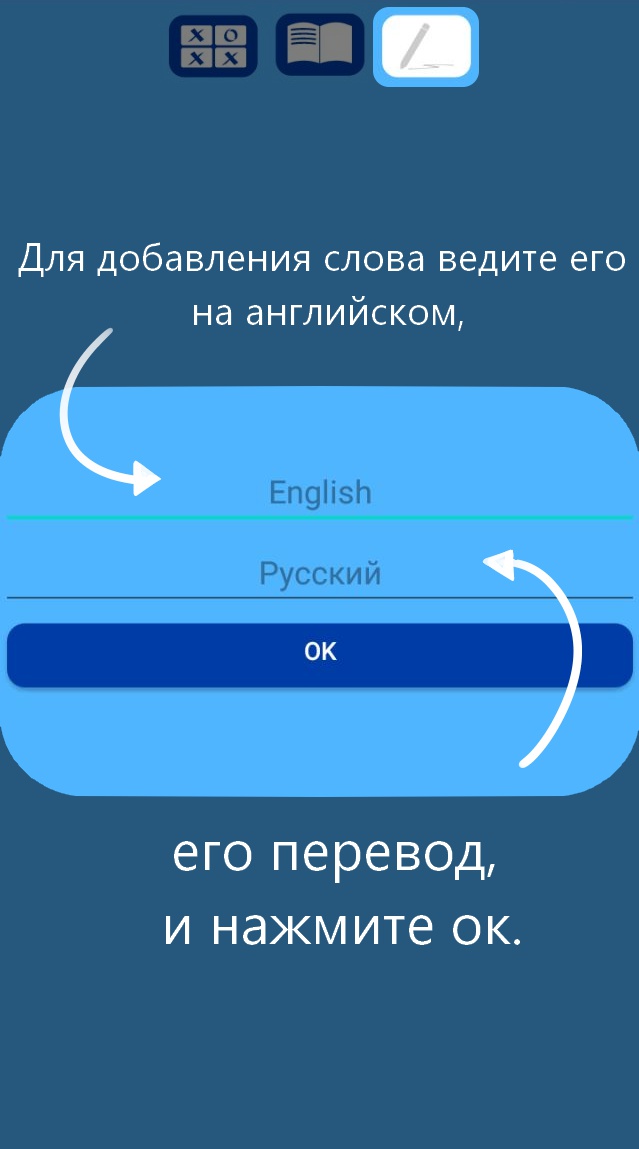 X O
X X
Для добавления слова ведите его
на английском,
English
Русский
OK
его перевод,
и нажмите ок.